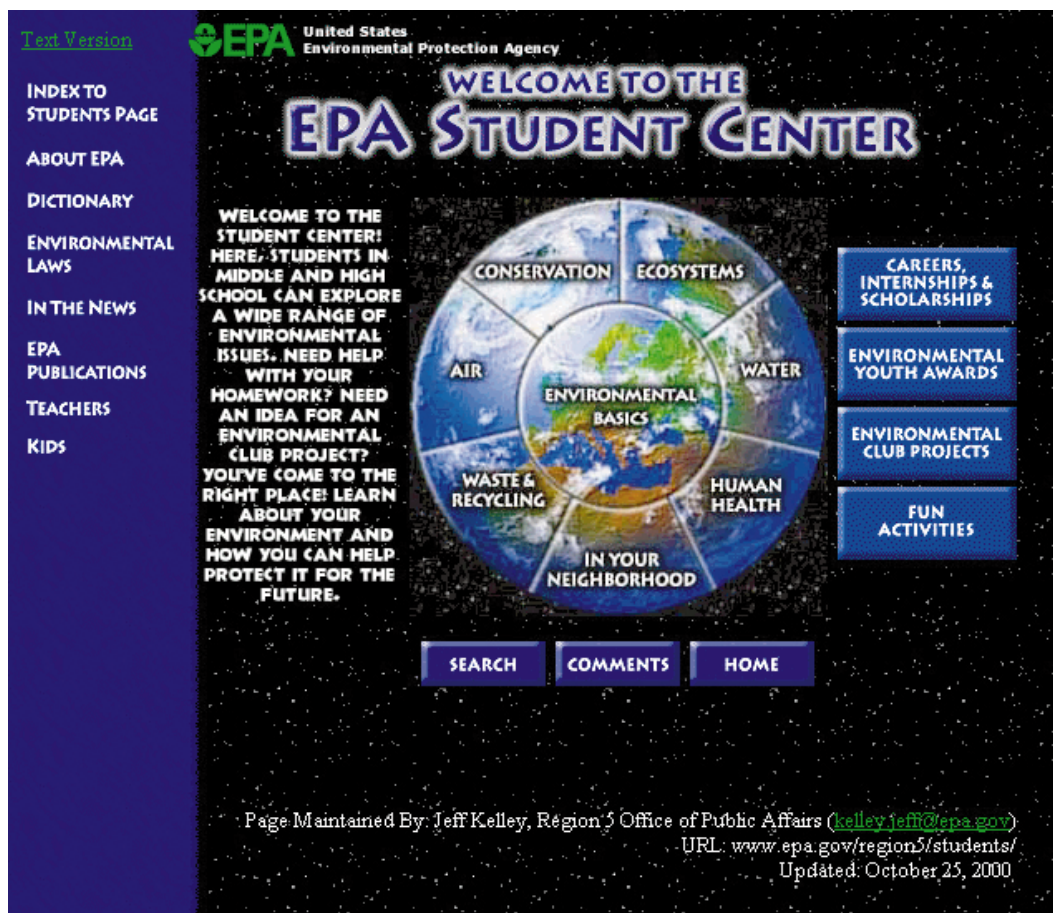 Text Version
INDEX TO
STUDENTS PAGE
ABOUT EPA
DICTIONARY
ENVIRONMENTAL
LAWS
IN THE NEWS
EPA
PUBLICATIONS
TEACHERS
KIDS
EPA
United States
Environmental Protection Agency
WELCOME TO THE
EPA STUDENT CENTER
WELCOME TO THE
STUDENT CENTER!
HERE, STUDENTS IN
MIDDLE AND HIGH
SCHOOL CAN EXPLORE
A WIDE RANGE OF
ENVIRONMENTAL
ISSUES. NEED HELP
WITH YOUR
HOMEWORK? NEED
AN IDEA FOR AN
ENVIRONMENTAL
CLUB PROJECT?
YOU'VE COME TO THE
RIGHT PLACE! LEARN
ABOUT YOUR
ENVIRONMENT AND
HOW YOU CAN HELP
PROTECT IT FOR THE
FUTURE.
CONSERVATION
ECOSYSTEMS
AIR
WATER
ENVIRONMENTAL
BASICS
WASTE &
RECYCLING
HUMAN
HEALTH
IN YOUR
NEIGHBORHOOD
CAREERS,
INTERNSHIPS &
SCHOLARSHIPS
ENVIRONMENTAL
YOUTH AWARDS
ENVIRONMENTAL
CLUB PROJECTS
FUN
ACTIVITIES
SEARCH
COMMENTS
HOME
Page Maintained By: Jeff Kelley, Region 5 Office of Public Affairs (kelley.jeff@epa.gov)
URL: www.epa.gov/region5/students/
Updated: October 25, 2000